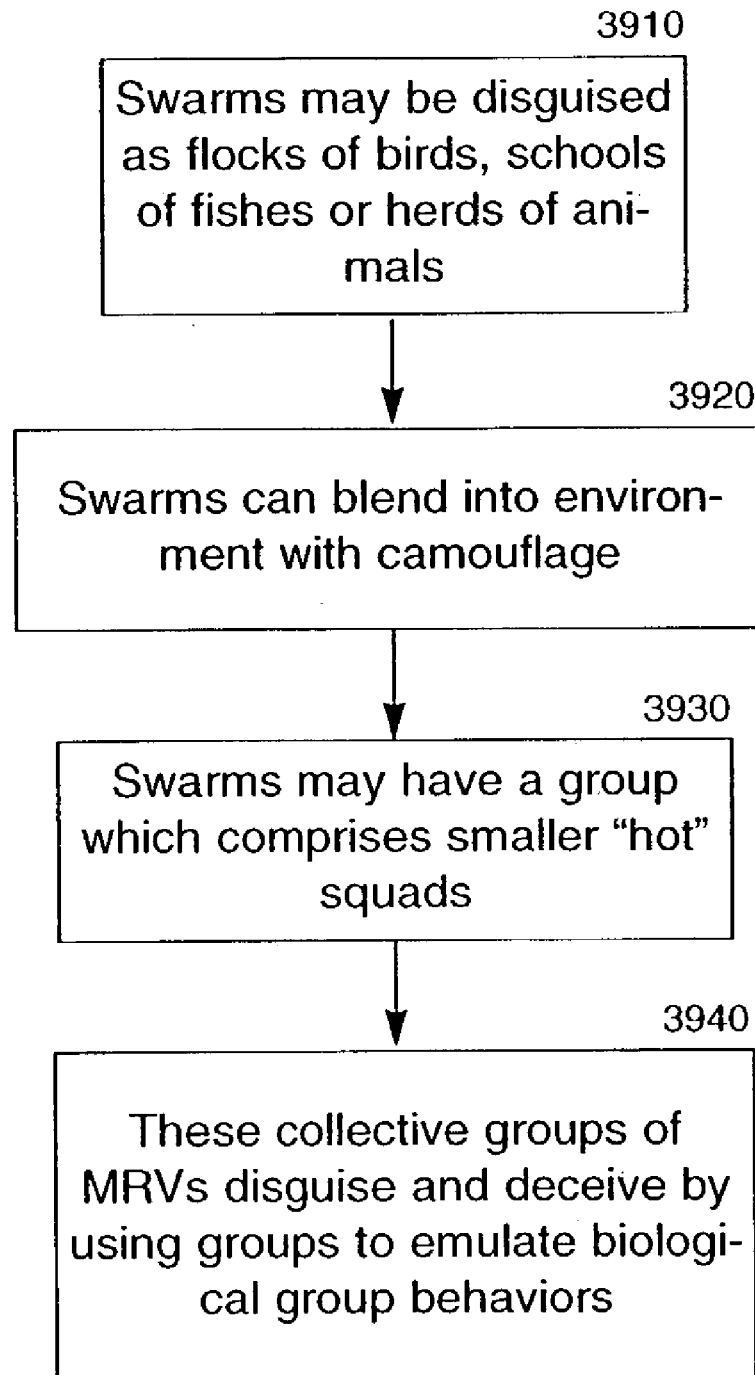 3910
Swarms may be disguised
as flocks of birds, schools
of fishes or herds of ani-
mals
3920
Swarms can blend into environ-
ment with camouflage
3930
Swarms may have a group
which comprises smaller “hot”
squads
3940
These collective groups of
MRVs disguise and deceive by
using groups to emulate biologi-
cal group behaviors